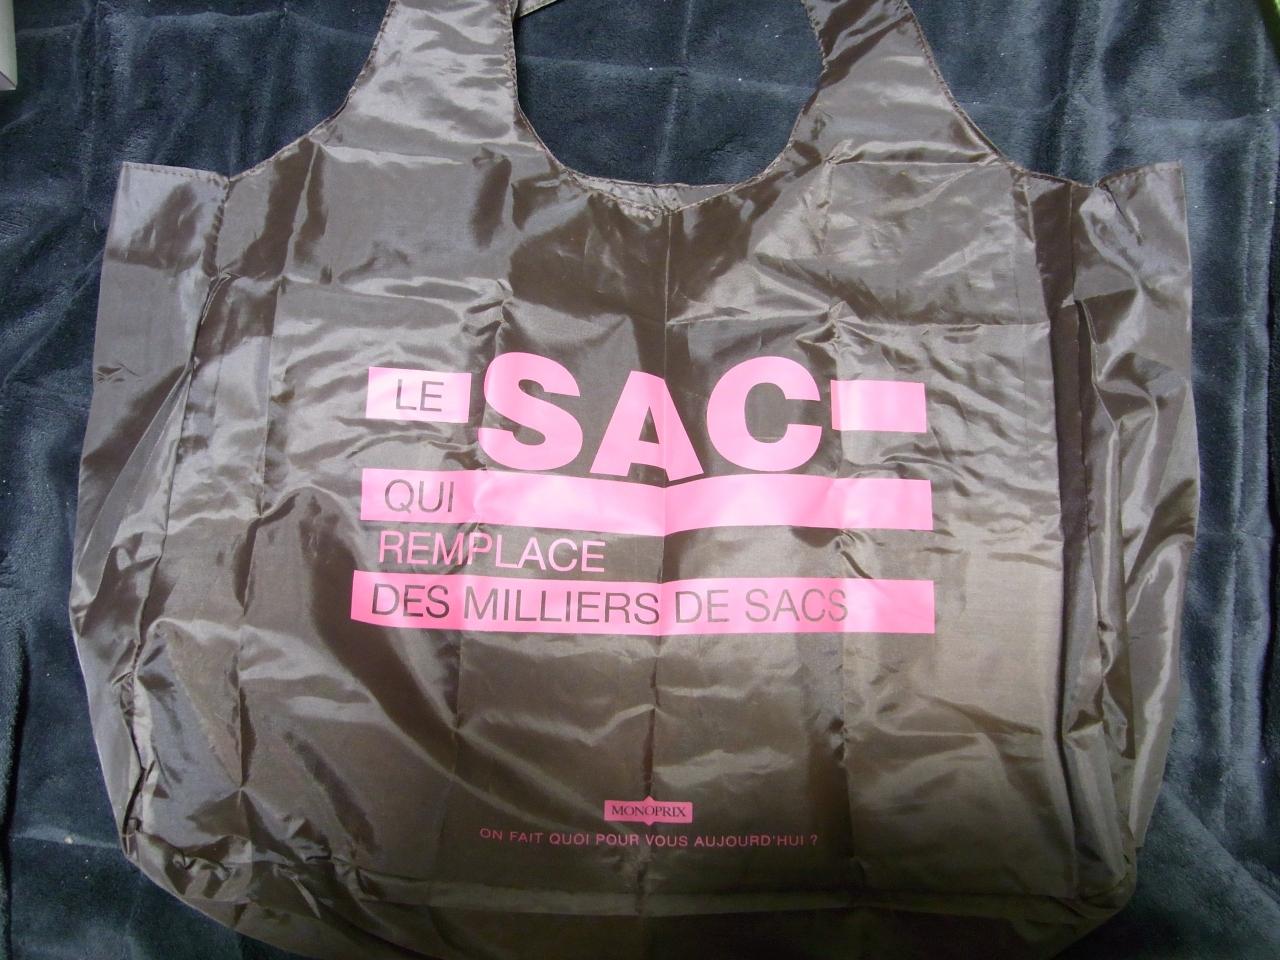 LE SAC
QUI
REMPLACE
DES MILLIERS DE SACS
MONOPRIX
ON FAIT QUOI POUR VOUS AUJOURD'HUI ?